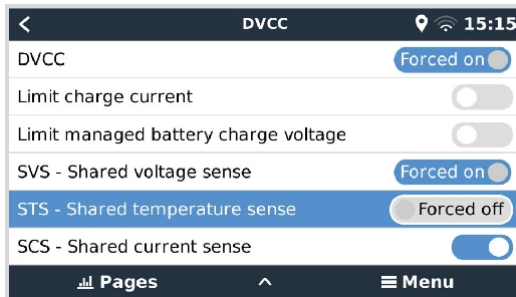 DVCC 15:15
DVCC Forced on
Limit charge current
Limit managed battery charge voltage
SVS - Shared voltage sense Forced on
STS - Shared temperature sense Forced off
SCS - Shared current sense
Pages Menu